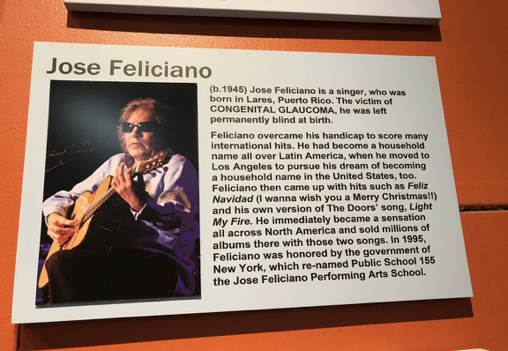 Jose Feliciano
(b.1945) Jose Feliciano is a singer, who was
born in Lares, Puerto Rico. The victim of
CONGENITAL GLAUCOMA, he was left
permanently blind at birth.
Feliciano overcame his handicap to score many
international hits. He had become a household
name all over Latin America, when he moved to
Los Angeles to pursue his dream of becoming
a household name in the United States, too.
Feliciano then came up with hits such as Feliz
Navidad (I wanna wish you a Merry Christmas!!)
and his own version of The Doors' song, Light
My Fire. He immediately became a sensation
all across North America and sold millions of
albums there with those two songs. In 1995,
Feliciano was honored by the government of
New York, which re-named Public School 155
the Jose Feliciano Performing Arts School.